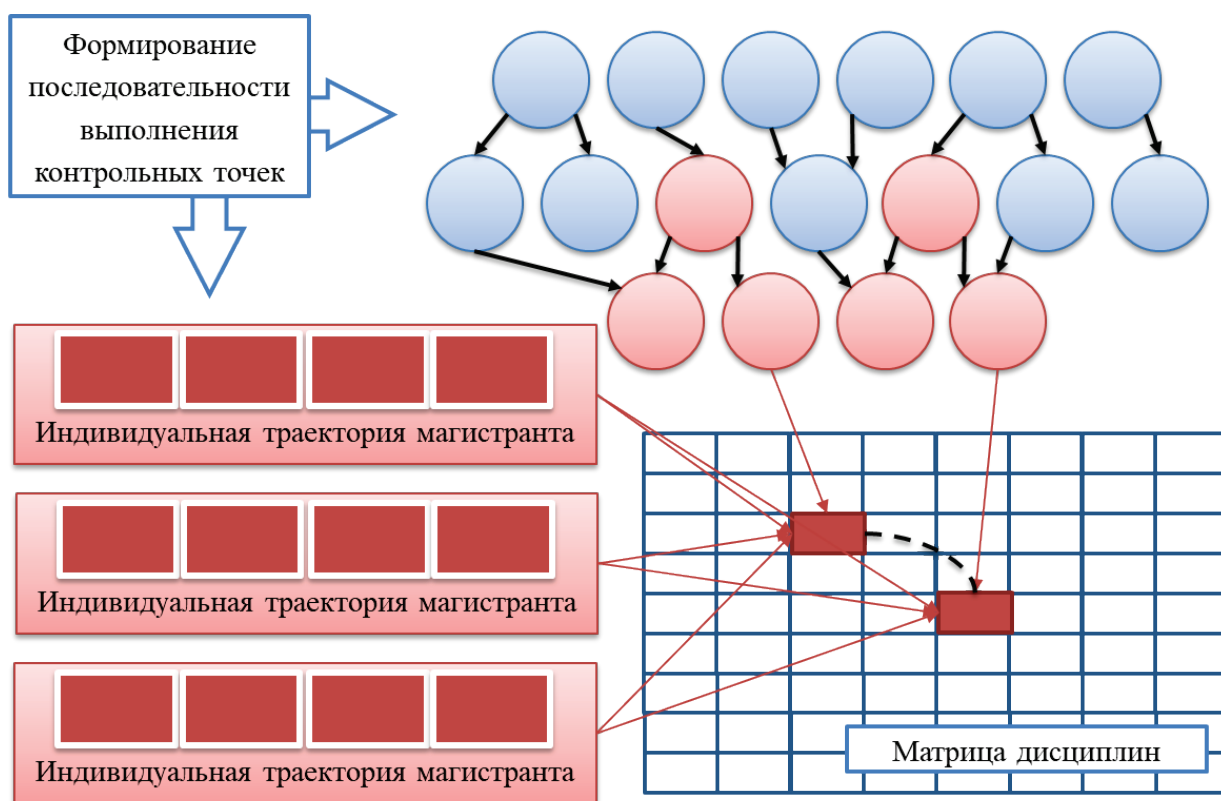 Формирование
последовательности
выполнения
контрольных точек
Индивидуальная траектория магистранта
Индивидуальная траектория магистранта
Индивидуальная траектория магистранта
Матрица дисциплин